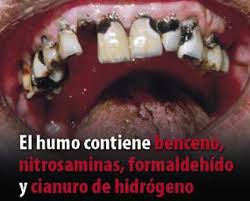 El humo contiene benceno,
nitrosaminas, formaldehído
y cianuro de hidrógeno